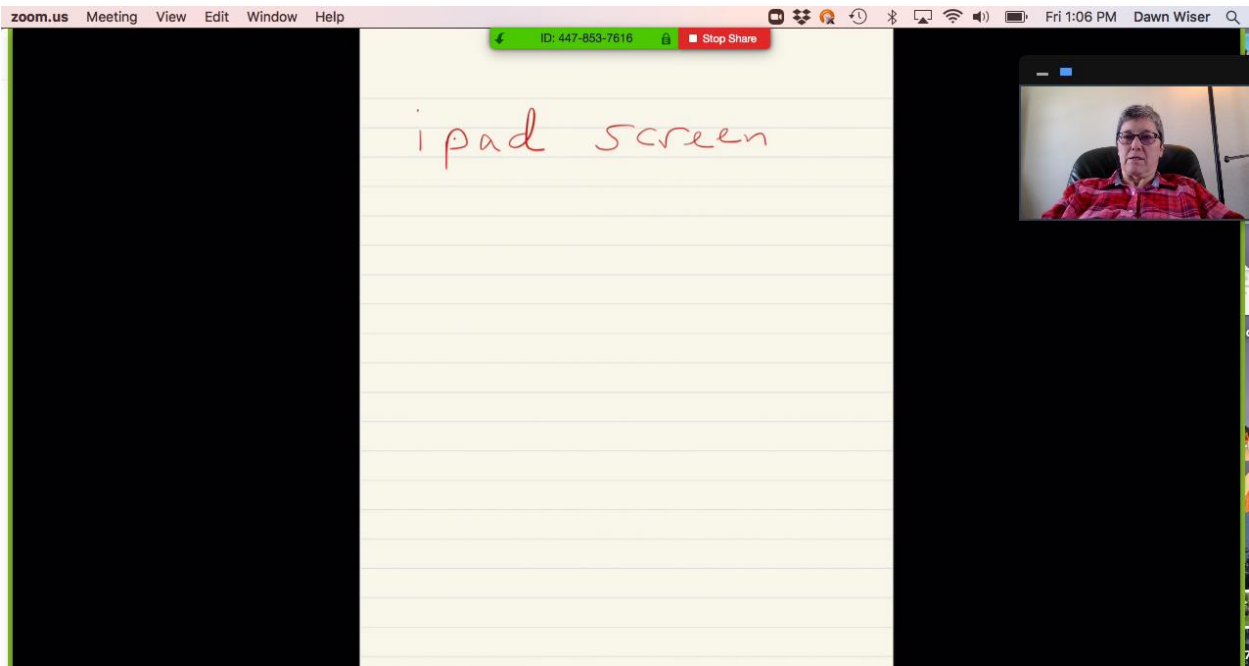 zoom.us Meeting View Edit Window Help Fri 1:06 PM Dawn Wiser
ID: 447-853-7616 Stop Share
ipad screen